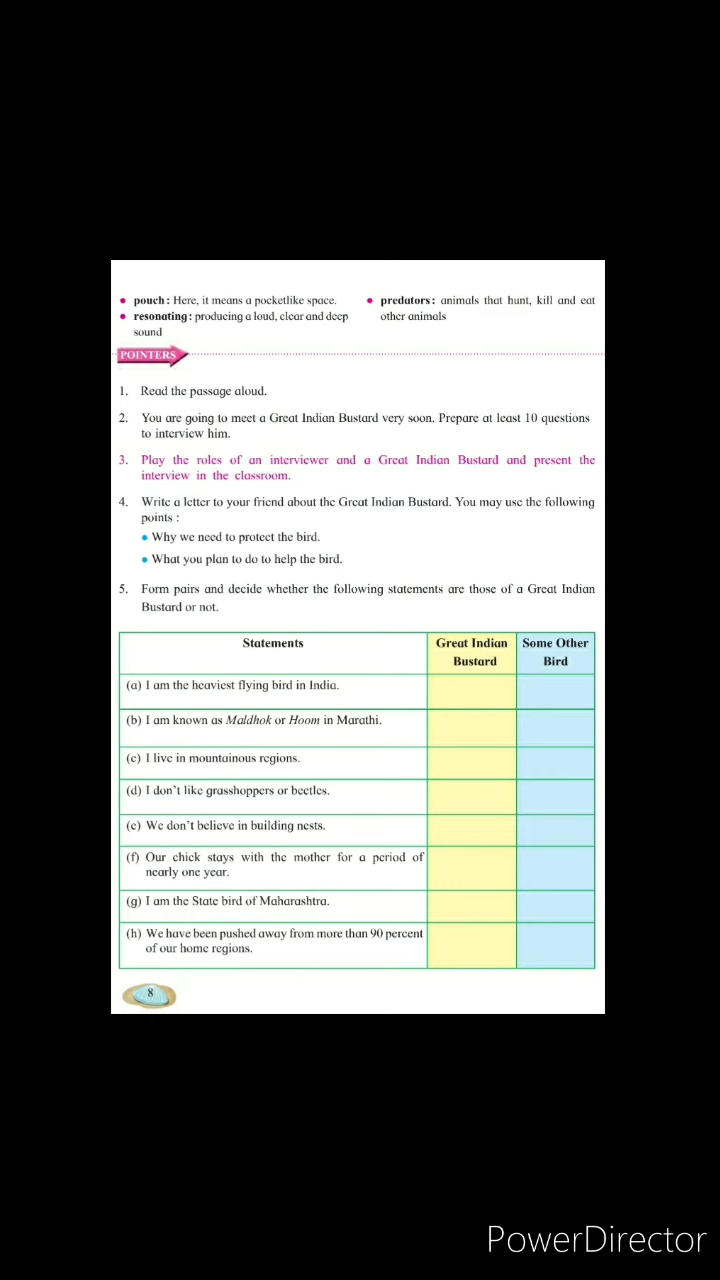 • pouch : Here, it means a pocketlike space.
• resonating : producing a loud, clear and deep
sound
• predators : animals that hunt, kill and eat
other animals
POINTERS
1. Read the passage aloud.
2. You are going to meet a Great Indian Bustard very soon. Prepare at least 10 questions
to interview him.
3. Play the roles of an interviewer and a Great Indian Bustard and present the
interview in the classroom.
4. Write a letter to your friend about the Great Indian Bustard. You may use the following
points :
• Why we need to protect the bird.
• What you plan to do to help the bird.
5. Form pairs and decide whether the following statements are those of a Great Indian
Bustard or not.
Statements
Great Indian
Bustard
Some Other
Bird
(a) I am the heaviest flying bird in India.
(b) I am known as Maldhok or Hoom in Marathi.
(c) I live in mountainous regions.
(d) I don't like grasshoppers or beetles.
(e) We don't believe in building nests.
(f) Our chick stays with the mother for a period of
nearly one year.
(g) I am the State bird of Maharashtra.
(h) We have been pushed away from more than 90 percent
of our home regions.
8
PowerDirector